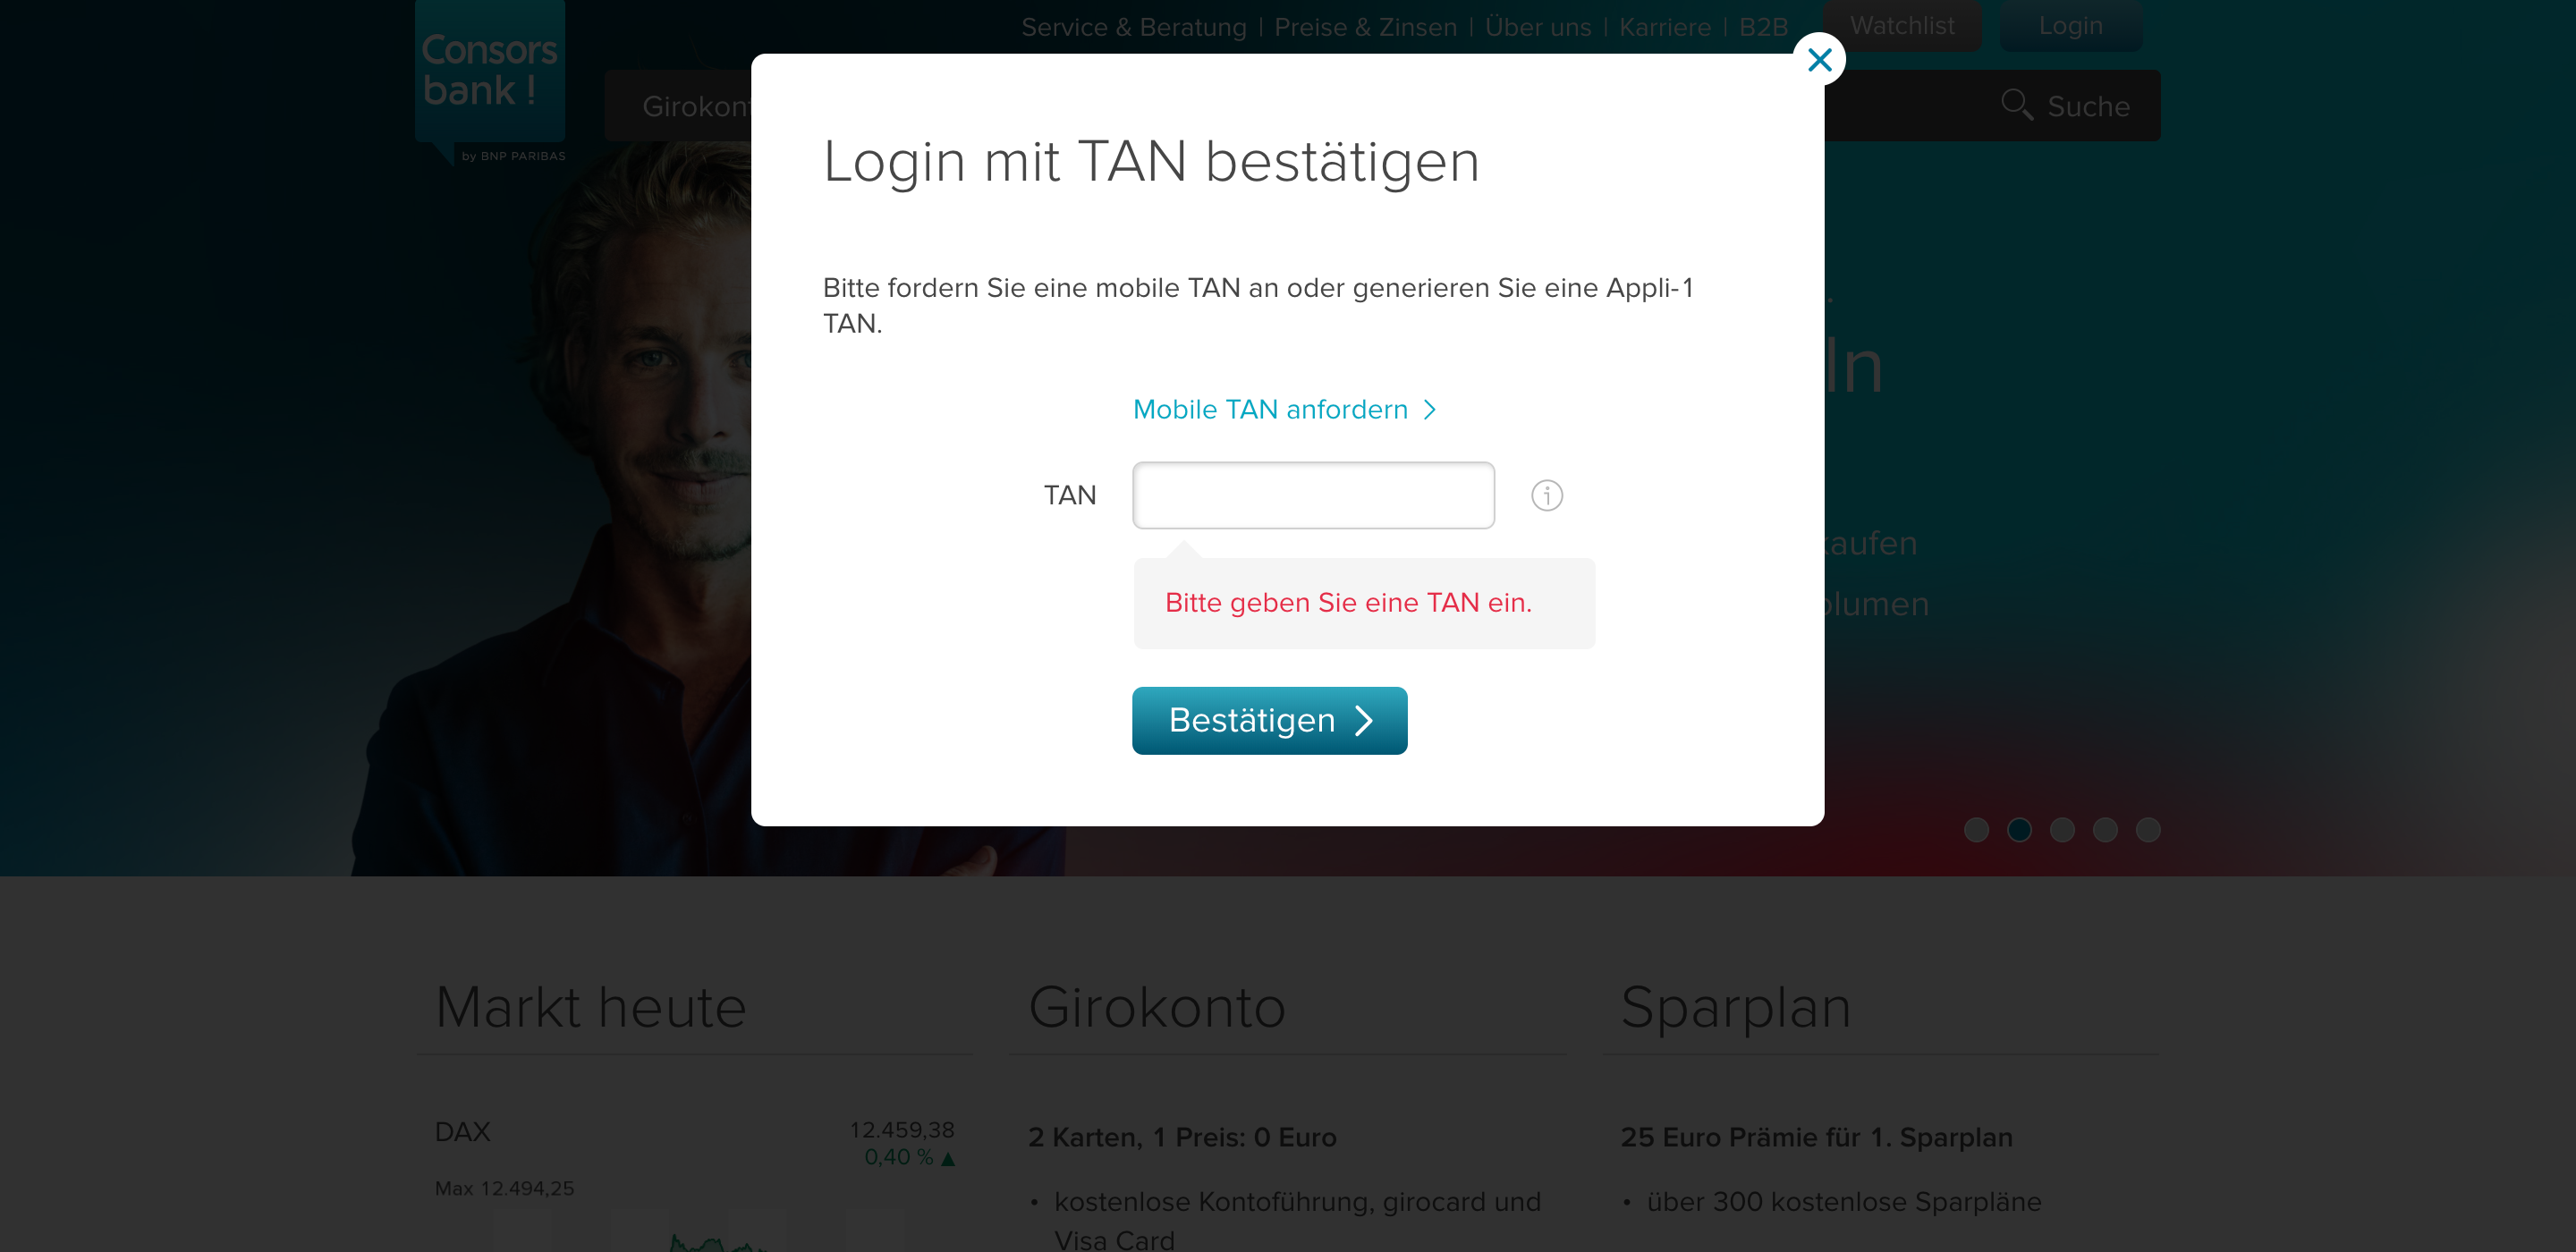 Consors
bank !
by BNP PARIBAS
Service & Beratung | Preise & Zinsen | Über uns | Karriere | B2B
Watchlist
Login
Suche
Login mit TAN bestätigen
Bitte fordern Sie eine mobile TAN an oder generieren Sie eine Appli-1
TAN.
Mobile TAN anfordern
TAN
Bitte geben Sie eine TAN ein.
Bestätigen
Markt heute
DAX
12.459,38
0,40 %
Max 12.494,25
Girokonto
2 Karten, 1 Preis: 0 Euro
• kostenlose Kontoführung, girocard und
Visa Card
Sparplan
25 Euro Prämie für 1. Sparplan
• über 300 kostenlose Sparpläne